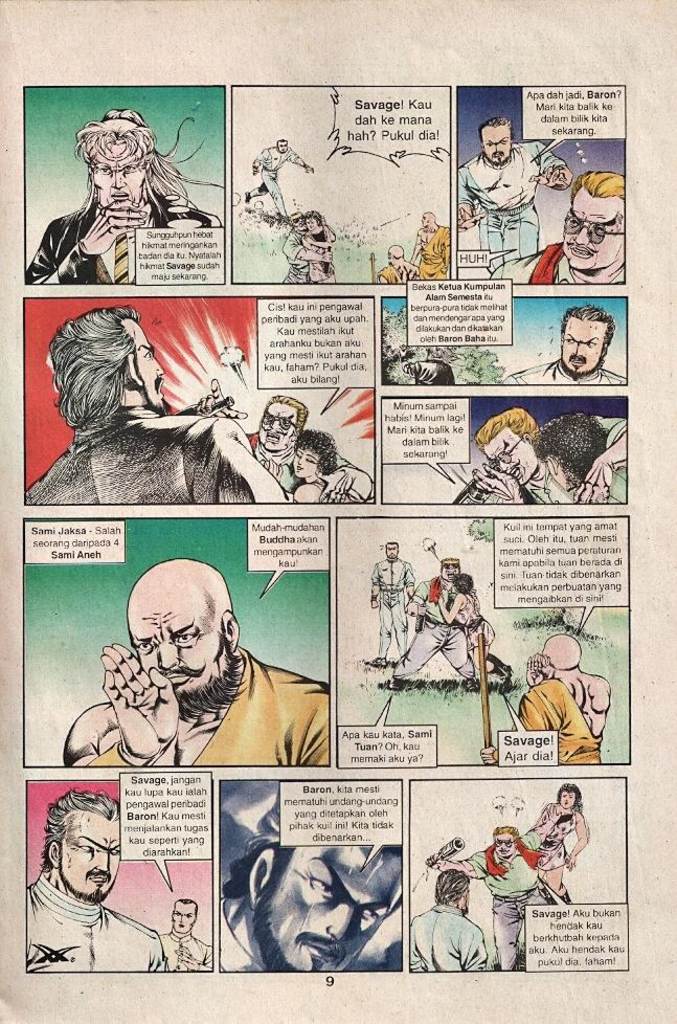 Sungguhpun hebat
hikmat meringankan
badan dia itu. Nyatalah
hikmat Savage sudah
maju sekarang.
Savage! Kau
dah ke mana
hah? Pukul dia!
Apa dah jadi, Baron?
Mari kita balik ke
dalam bilik kita
sekarang.
HUH!
Cis! kau ini pengawal
peribadi yang aku upah.
Kau mestilah ikut
arahanku bukan aku
yang mesti ikut arahan
kau, faham? Pukul dia,
aku bilang!
Bekas Ketua Kumpulan
Alam Semesta itu
berpura-pura tidak melihat
dan mendengar apa yang
dilakukan dan dikatakan
oleh Baron Baha itu.
Minum sampai
habis! Minum lagi!
Mari kita balik ke
dalam bilik
sekarang!
Sami Jaksa - Salah
seorang daripada 4
Sami Aneh
Mudah-mudahan
Buddha akan
mengampunkan
kau!
Kuil ini tempat yang amat
suci. Oleh itu, tuan mesti
mematuhi semua peraturan
kami apabila tuan berada di
sini. Tuan tidak dibenarkan
melakukan perbuatan yang
mengaibkan di sini!
Apa kau kata, Sami
Tuan? Oh, kau
memaki aku ya?
Savage!
Ajar dia!
Savage, jangan
kau lupa kau ialah
pengawal peribadi
Baron! Kau mesti
menjalankan tugas
kau seperti yang
diarahkan!
Baron, kita mesti
mematuhi undang-undang
yang ditetapkan oleh
pihak kuil ini! Kita tidak
dibenarkan...
Savage! Aku bukan
hendak kau
berkhutbah kepada
aku. Aku hendak kau
pukul dia, faham!
9